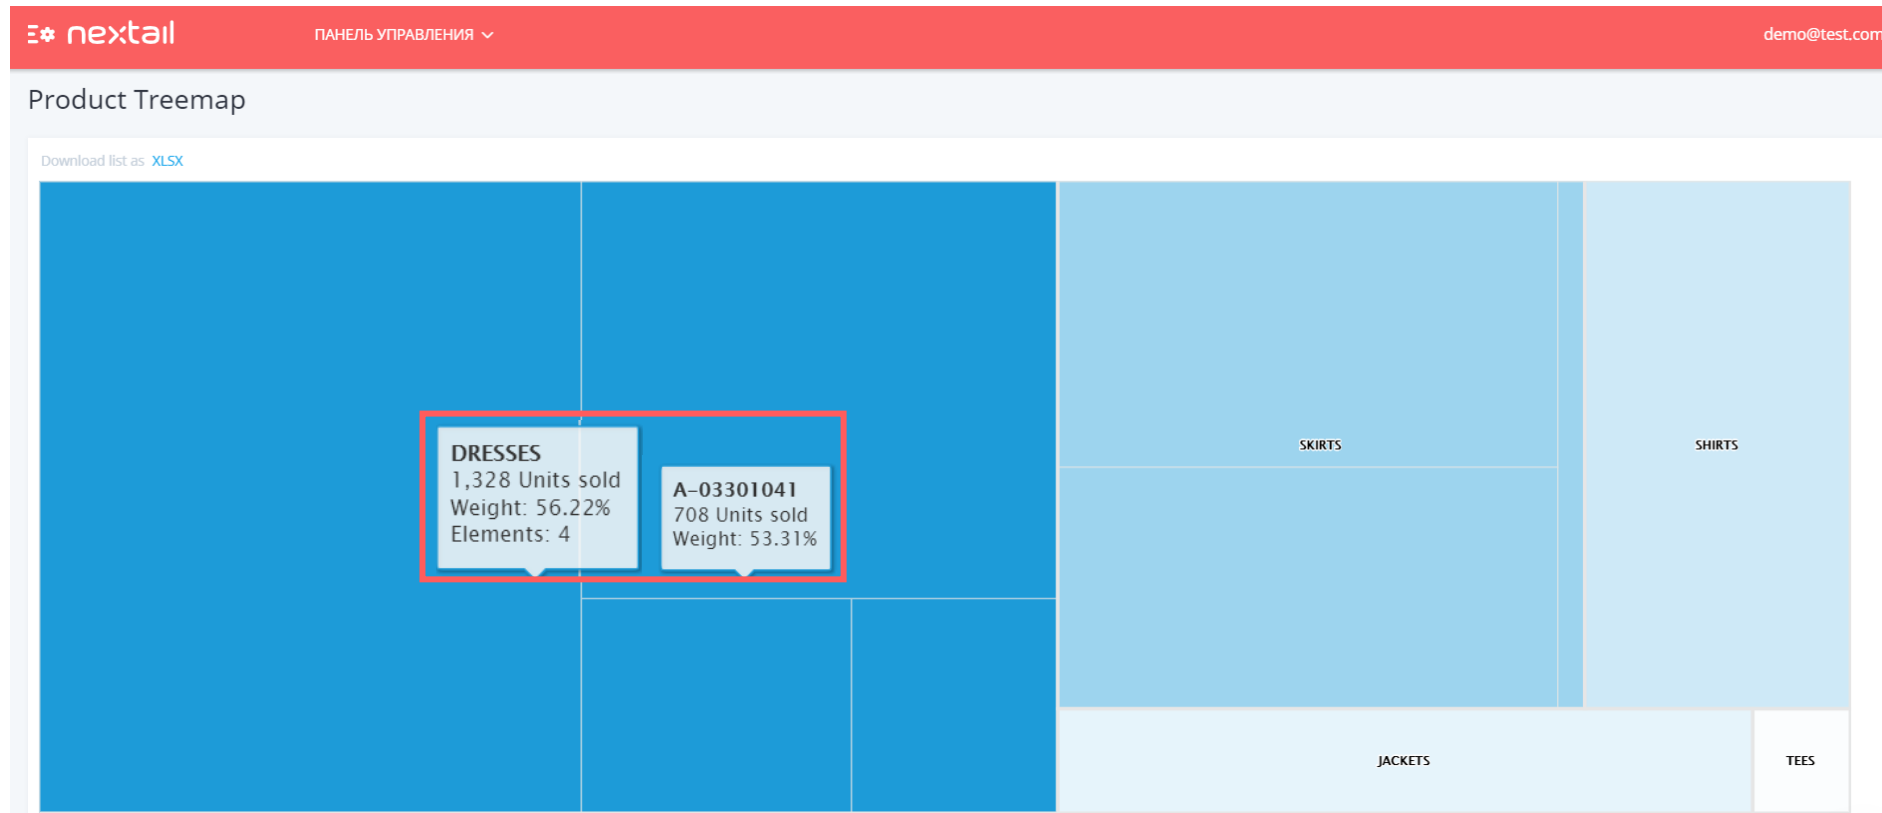 nextail
ПАНЕЛЬ УПРАВЛЕНИЯ
demo@test.com
Product Treemap
Download list as XLSX
DRESSES
1,328 Units sold
Weight: 56.22%
Elements: 4
A-03301041
708 Units sold
Weight: 53.31%
SKIRTS
SHIRTS
JACKETS
TEES